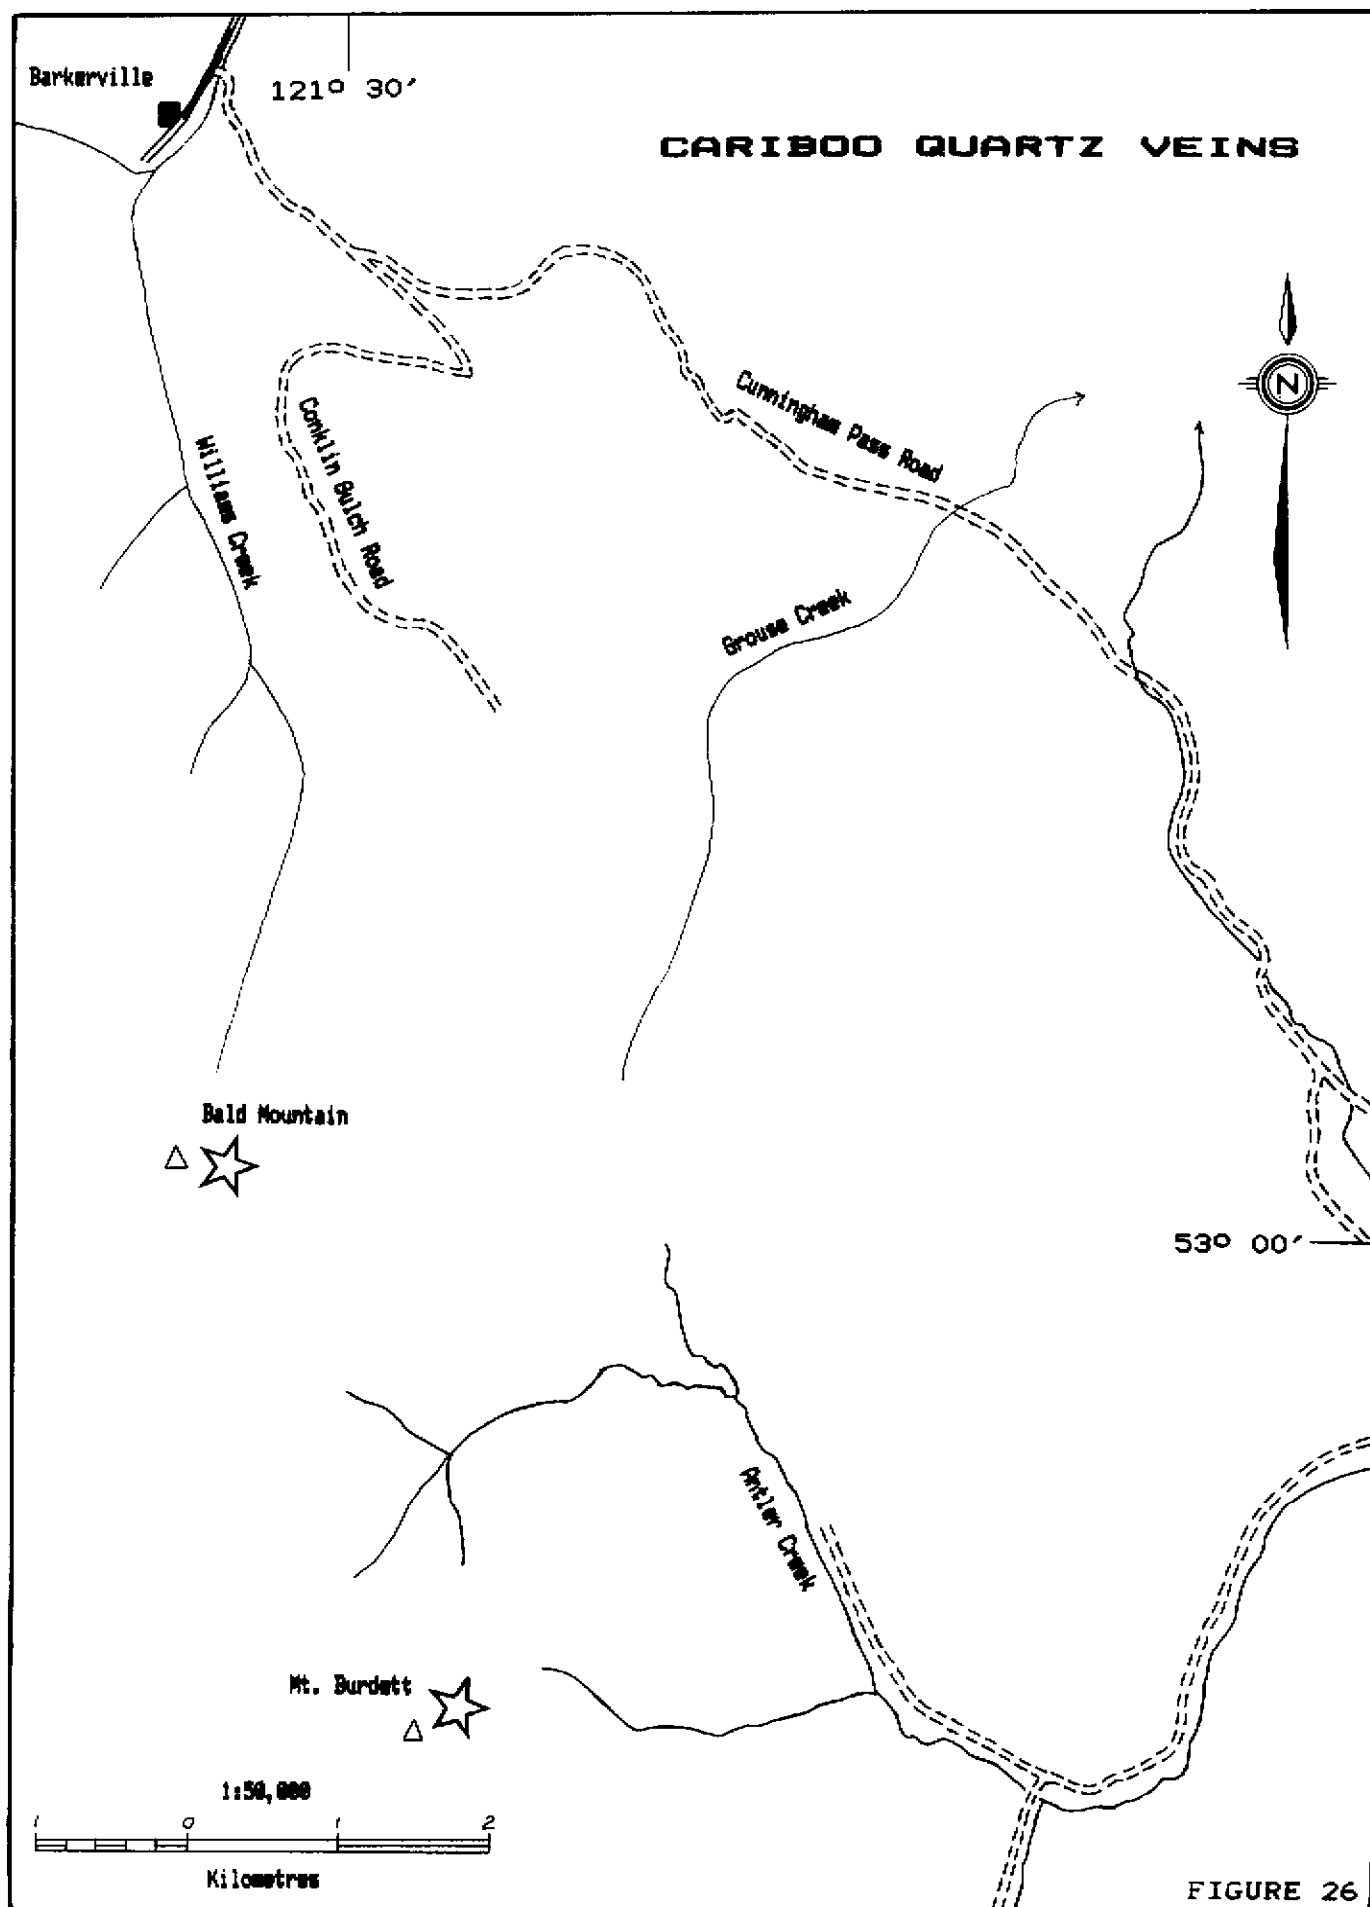 Barkerville
121° 30′
CARIBOO QUARTZ VEINS
N
Cunningham Pass Road
Conklin Gulch Road
Williams Creek
Grouse Creek
Bald Mountain
53° 00′
Antler Creek
Mt. Burdett
1:50,000
1 0 1 2
Kilometres
FIGURE 26